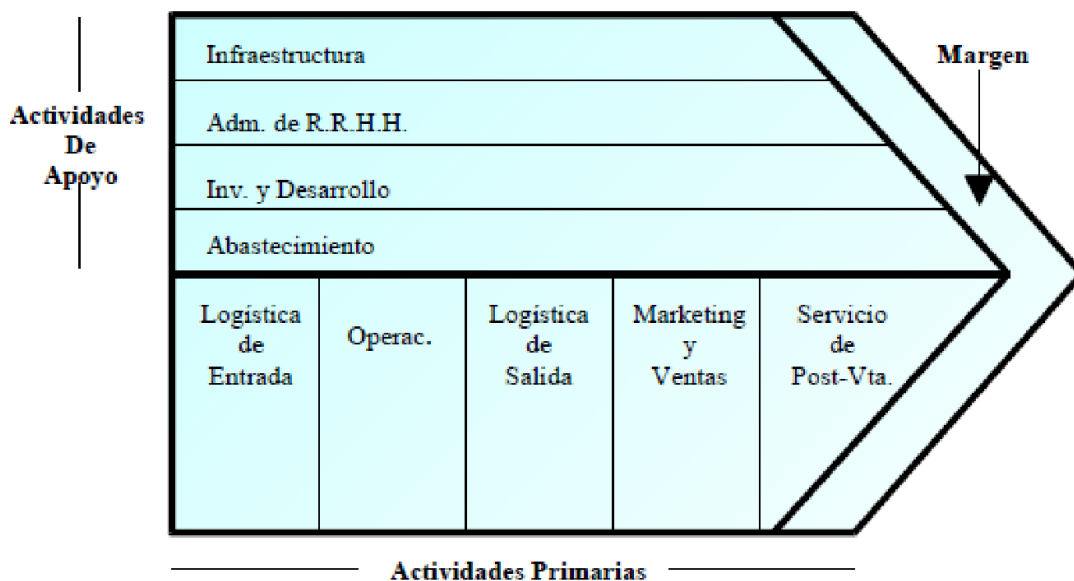 Infraestructura
Margen
Actividades
De
Apoyo
Adm. de R.R.H.H.
Inv. y Desarrollo
Abastecimiento
Logística
de
Entrada
Operac.
Logística
de
Salida
Marketing
y
Ventas
Servicio
de
Post-Vta.
Actividades Primarias